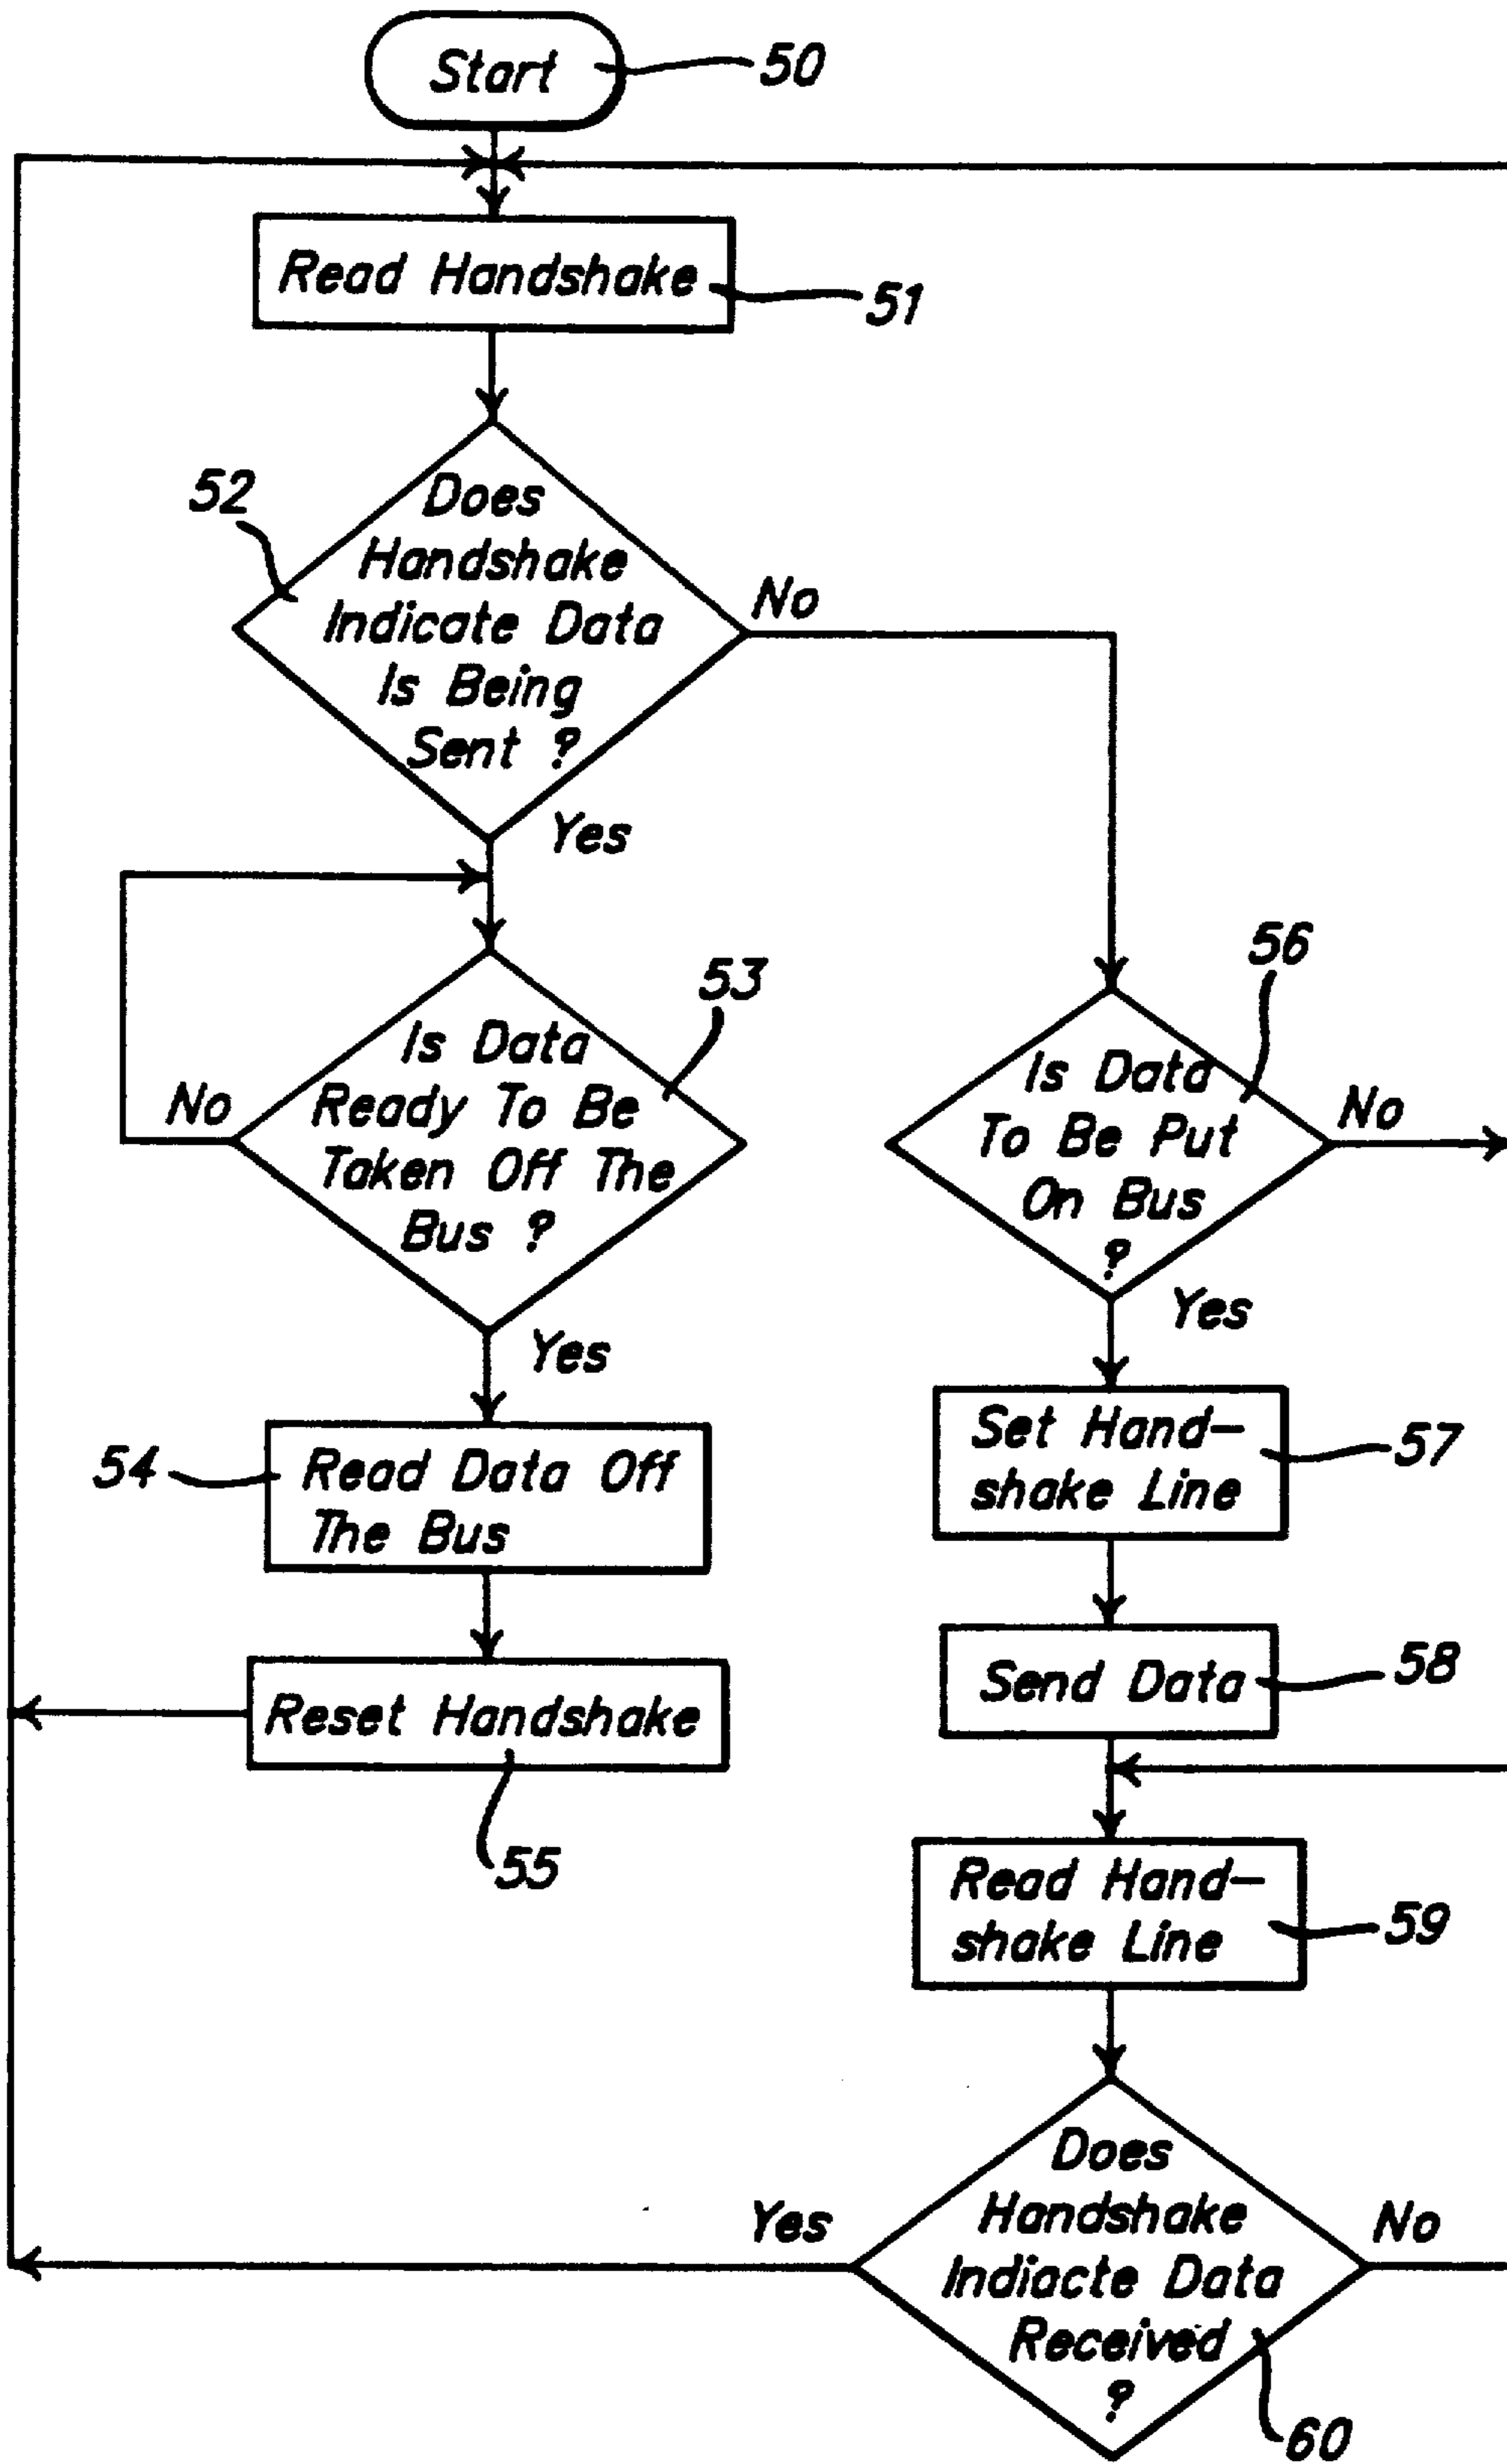 Start
50
Read Handshake
51
52
Does
Handshake
Indicate Data
Is Being
Sent ?
No
Yes
53
Is Data
Ready To Be
Taken Off The
Bus ?
No
Yes
54
Read Data Off
The Bus
Reset Handshake
55
56
Is Data
To Be Put
On Bus
?
No
Yes
Set Hand-
shake Line
57
Send Data
58
Read Hand-
shake Line
59
Does
Handshake
Indiacte Data
Received
?
Yes
No
60